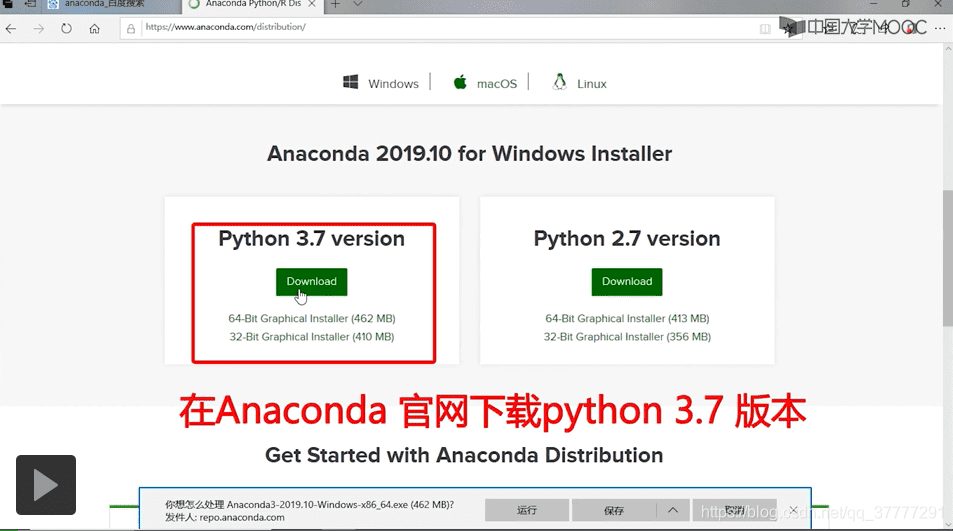 anaconda_百度搜索
Anaconda Python/R Dis
https://www.anaconda.com/distribution/
中国大学MOOC
Windows
macOS
Linux
Anaconda 2019.10 for Windows Installer
Python 3.7 version
Download
64-Bit Graphical Installer (462 MB)
32-Bit Graphical Installer (410 MB)
Python 2.7 version
Download
64-Bit Graphical Installer (413 MB)
32-Bit Graphical Installer (356 MB)
在Anaconda 官网下载python 3.7 版本
Get Started with Anaconda Distribution
你想怎么处理 Anaconda3-2019.10-Windows-x86_64.exe (462 MB)?
发件人: repo.anaconda.com
运行
保存
取消
https://blog.csdn.net/qq_37777291